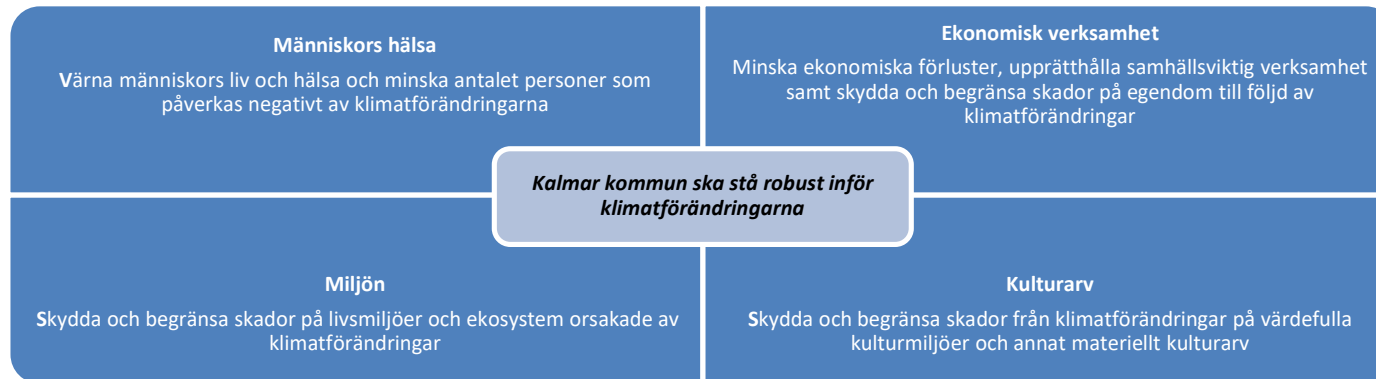 Människors hälsa
Värna människors liv och hälsa och minska antalet personer som
påverkas negativt av klimatförändringarna
Ekonomisk verksamhet
Minska ekonomiska förluster, upprätthålla samhällsviktig verksamhet
samt skydda och begränsa skador på egendom till följd av
klimatförändringar
Kalmar kommun ska stå robust inför
klimatförändringarna
Miljön
Skydda och begränsa skador på livsmiljöer och ekosystem orsakade av
klimatförändringar
Kulturarv
Skydda och begränsa skador från klimatförändringar på värdefulla
kulturmiljöer och annat materiellt kulturarv